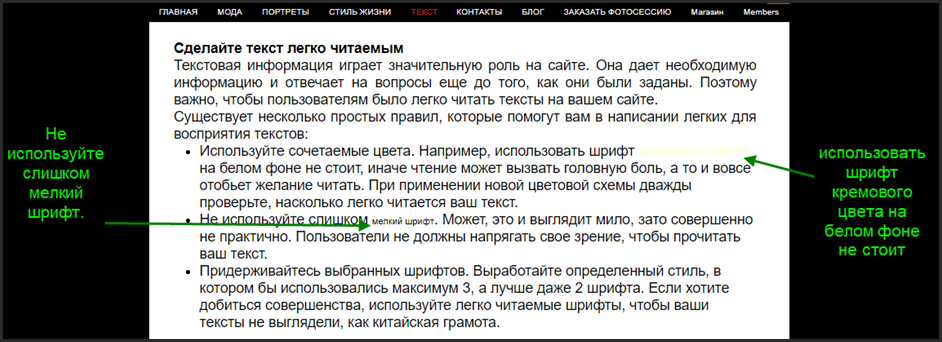 ГЛАВНАЯ МОДА ПОРТРЕТЫ СТИЛЬ ЖИЗНИ ТЕКСТ КОНТАКТЫ БЛОГ ЗАКАЗАТЬ ФОТОСЕССИЮ Магазин Members
Сделайте текст легко читаемым
Текстовая информация играет значительную роль на сайте. Она дает необходимую
информацию и отвечает на вопросы еще до того, как они были заданы. Поэтому
важно, чтобы пользователям было легко читать тексты на вашем сайте.
Существует несколько простых правил, которые помогут вам в написании легких для
восприятия текстов:
• Используйте сочетаемые цвета. Например, использовать шрифт кремового цвета
на белом фоне не стоит, иначе чтение может вызвать головную боль, а то и вовсе
отобьет желание читать. При применении новой цветовой схемы дважды
проверьте, насколько легко читается ваш текст.
• Не используйте слишком мелкий шрифт. Может, это и выглядит мило, зато совершенно
не практично. Пользователи не должны напрягать свое зрение, чтобы прочитать
ваш текст.
• Придерживайтесь выбранных шрифтов. Выработайте определенный стиль, в
котором бы использовались максимум 3, а лучше даже 2 шрифта. Если хотите
добиться совершенства, используйте легко читаемые шрифты, чтобы ваши
тексты не выглядели, как китайская грамота.
Не
используйте
слишком
мелкий
шрифт.
использовать
шрифт
кремового
цвета на
белом фоне
не стоит